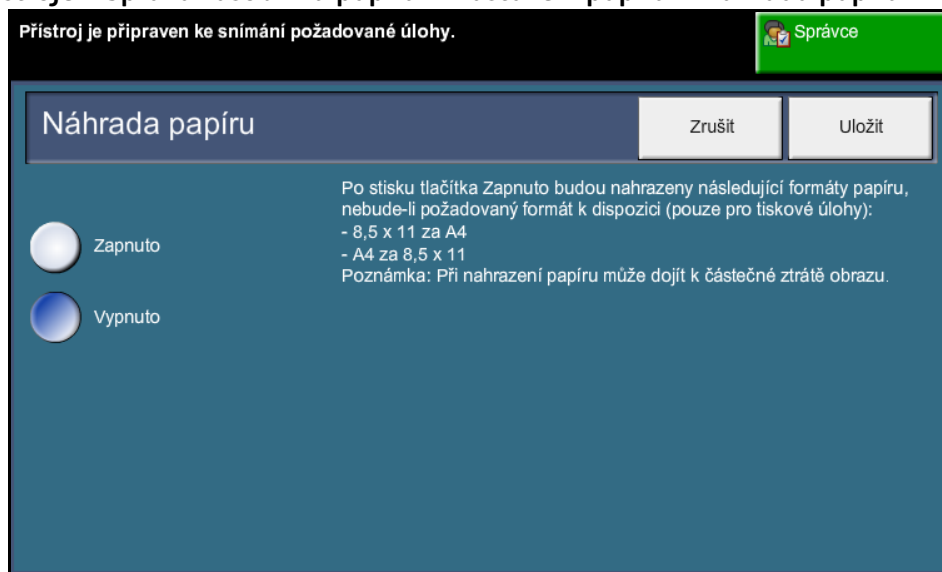 Přístroj je připraven ke snímání požadované úlohy.
Správce
Náhrada papíru
Zrušit
Uložit
Po stisku tlačítka Zapnuto budou nahrazeny následující formáty papíru,
nebude-li požadovaný formát k dispozici (pouze pro tiskové úlohy):
- 8,5 x 11 za A4
- A4 za 8,5 x 11
Poznámka: Při nahrazení papíru může dojít k částečné ztrátě obrazu.
Zapnuto
Vypnuto